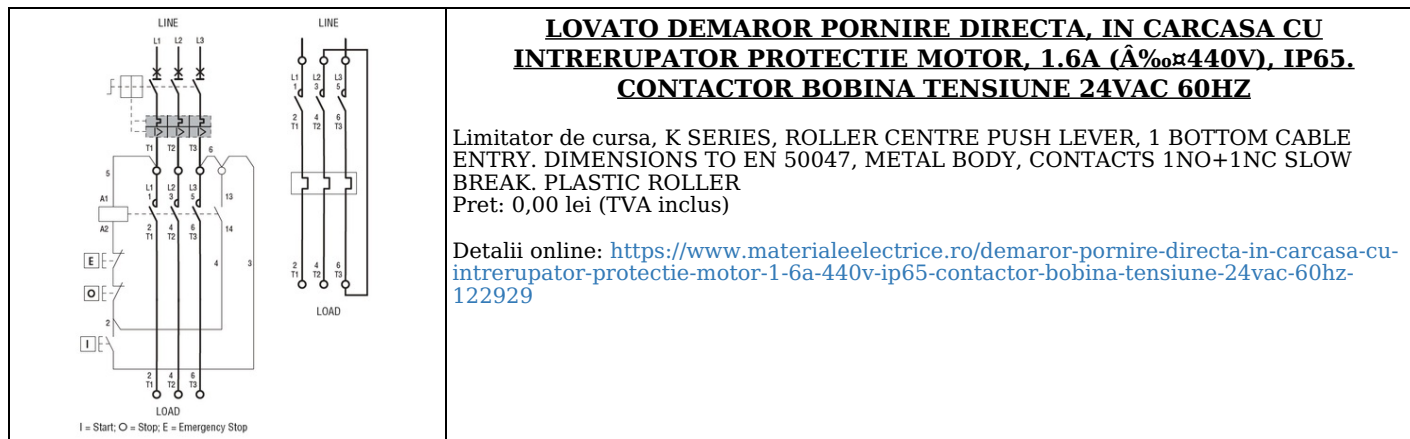 LINE
L1 L2 L3
T1 T2 T3 6
5
L1 L2 L3
1 3 5 13
A1
A2
2 4 6 14
T1 T2 T3
E
4 3
O
2
I
2 4 6
T1 T2 T3
LOAD
I = Start; O = Stop; E = Emergency Stop
LINE
L1 L2 L3
1 3 5
2 4 6
T1 T2 T3
2 4 6
T1 T2 T3
LOAD
LOVATO DEMAROR PORNIRE DIRECTA, IN CARCASA CU
INTRERUPATOR PROTECTIE MOTOR, 1.6A (Â‰¤440V), IP65.
CONTACTOR BOBINA TENSIUNE 24VAC 60HZ
Limitator de cursa, K SERIES, ROLLER CENTRE PUSH LEVER, 1 BOTTOM CABLE
ENTRY. DIMENSIONS TO EN 50047, METAL BODY, CONTACTS 1NO+1NC SLOW
BREAK. PLASTIC ROLLER
Pret: 0,00 lei (TVA inclus)
Detalii online: https://www.materialeelectrice.ro/demaror-pornire-directa-in-carcasa-cu-
intrerupator-protectie-motor-1-6a-440v-ip65-contactor-bobina-tensiune-24vac-60hz-
122929